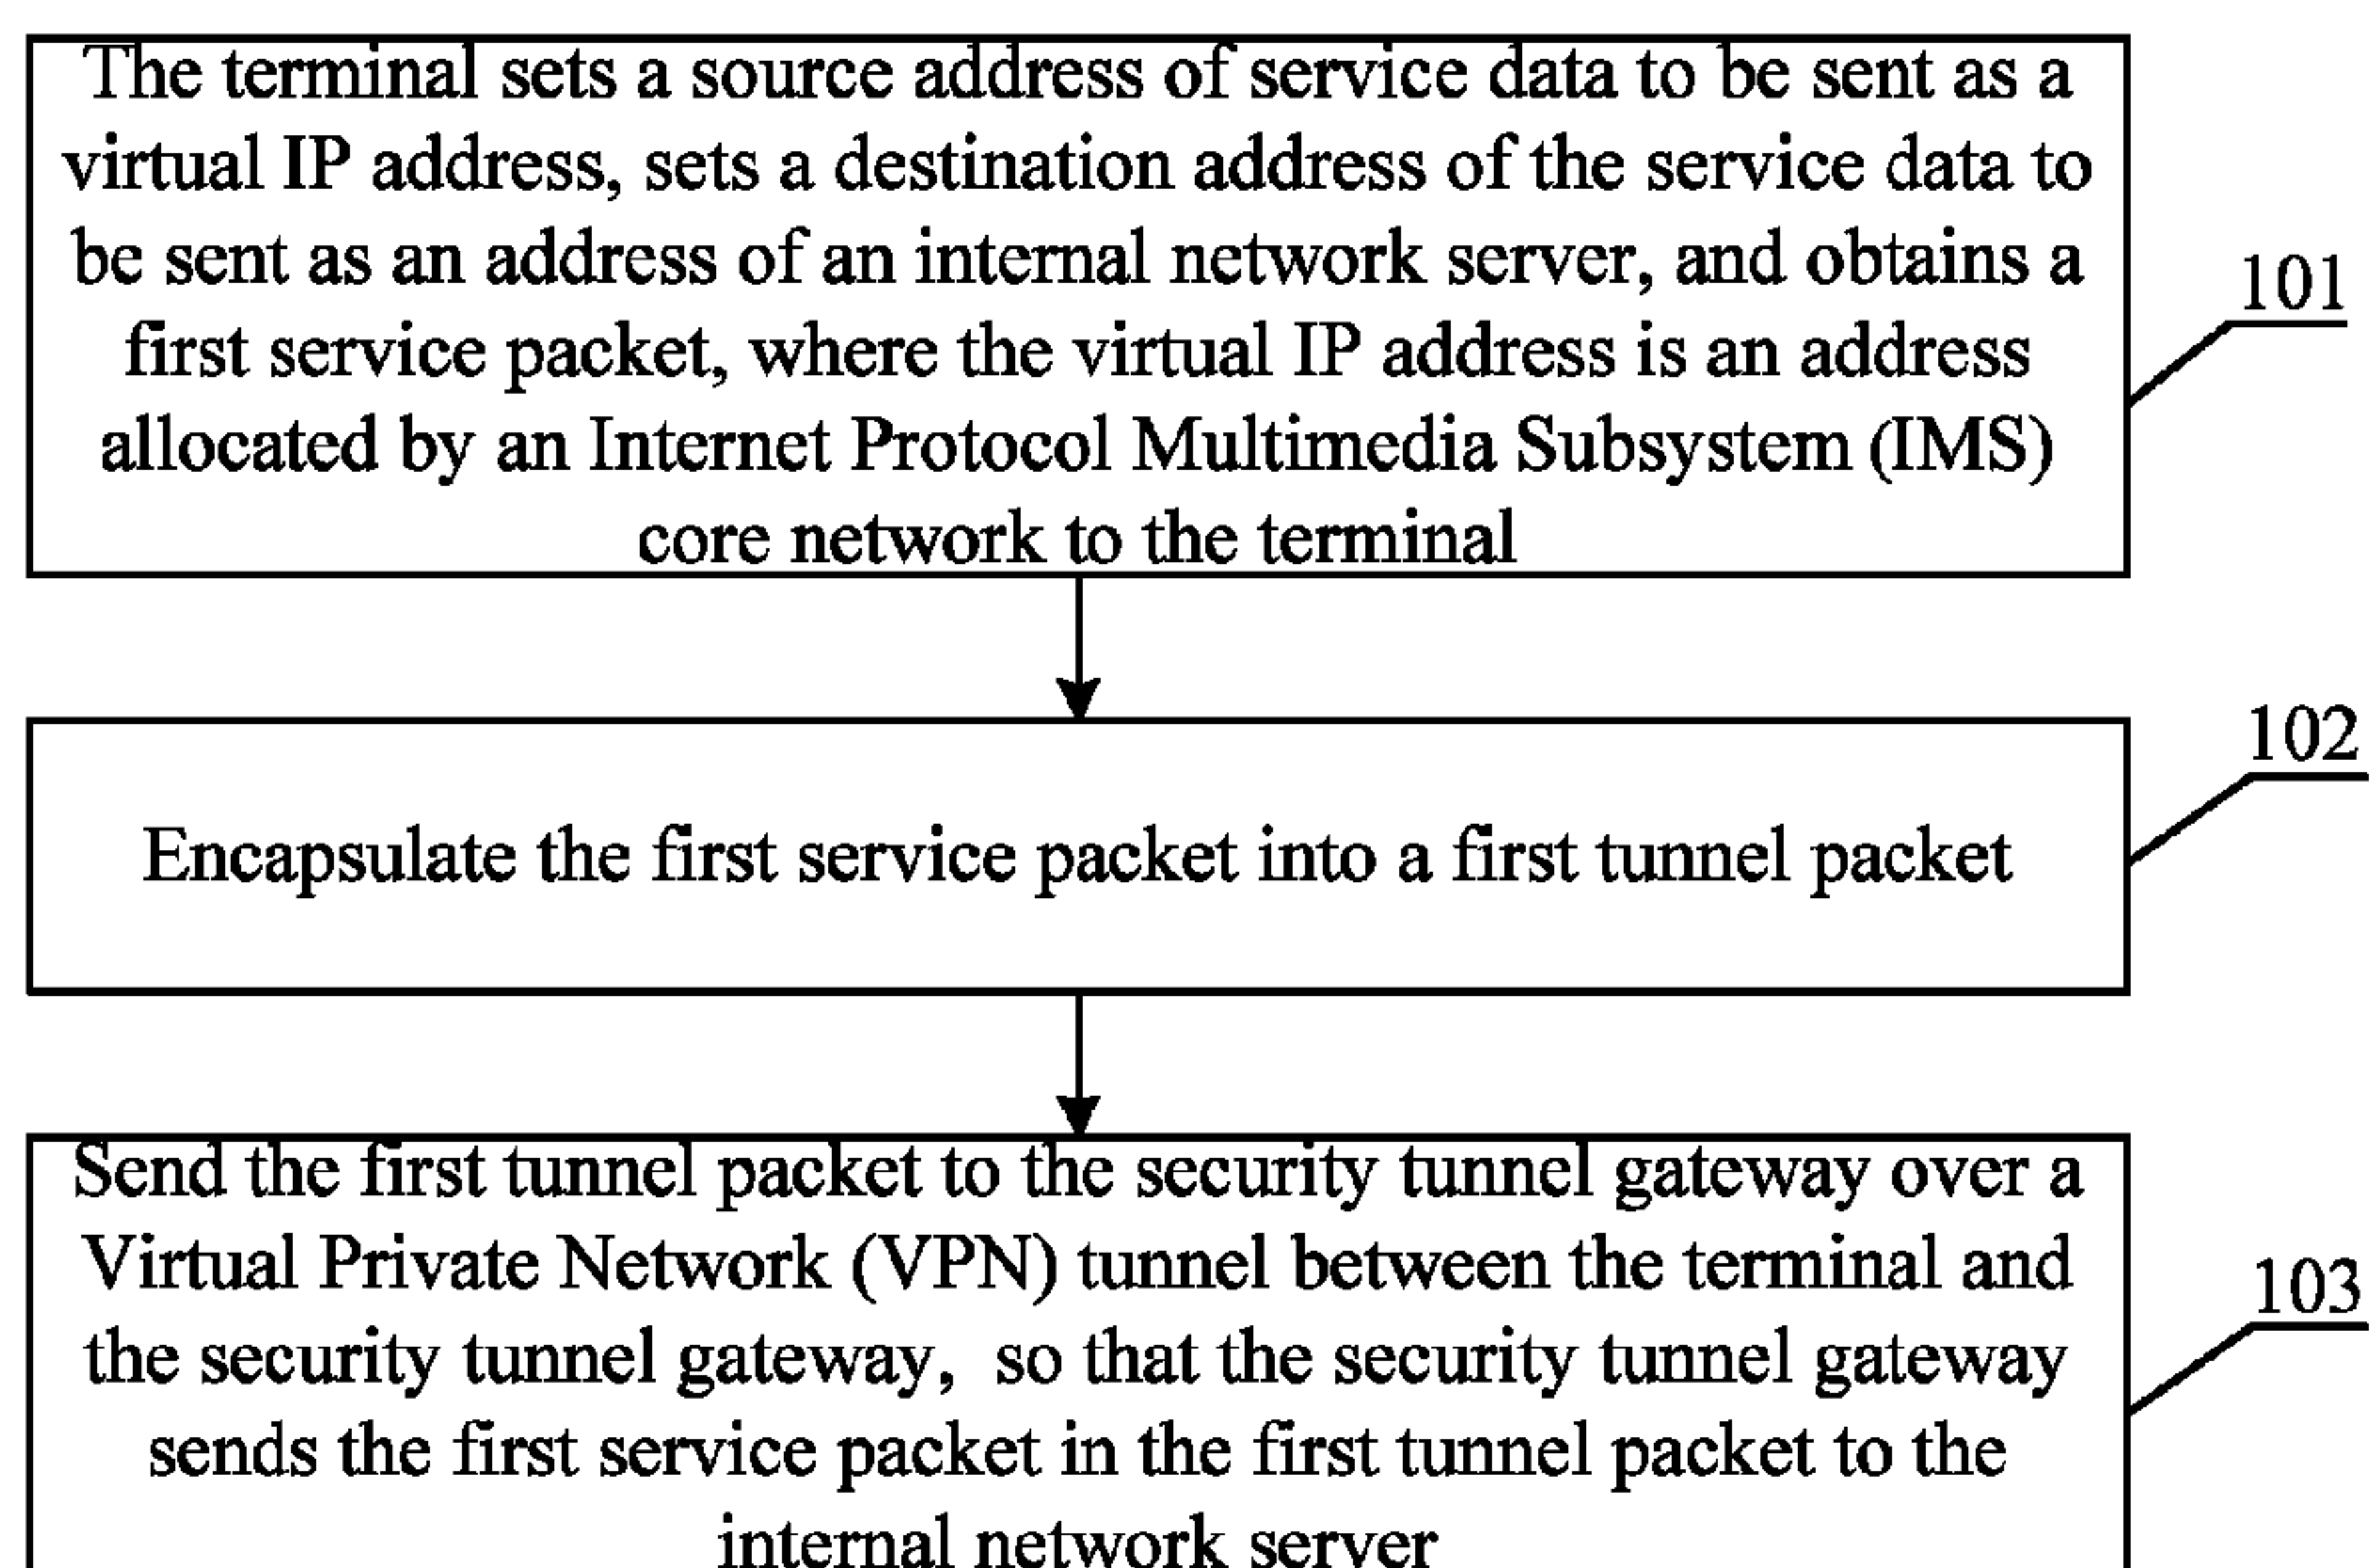 The terminal sets a source address of service data to be sent as a
virtual IP address, sets a destination address of the service data to
be sent as an address of an internal network server, and obtains a
first service packet, where the virtual IP address is an address
allocated by an Internet Protocol Multimedia Subsystem (IMS)
core network to the terminal
101
Encapsulate the first service packet into a first tunnel packet
102
Send the first tunnel packet to the security tunnel gateway over a
Virtual Private Network (VPN) tunnel between the terminal and
the security tunnel gateway, so that the security tunnel gateway
sends the first service packet in the first tunnel packet to the
internal network server
103